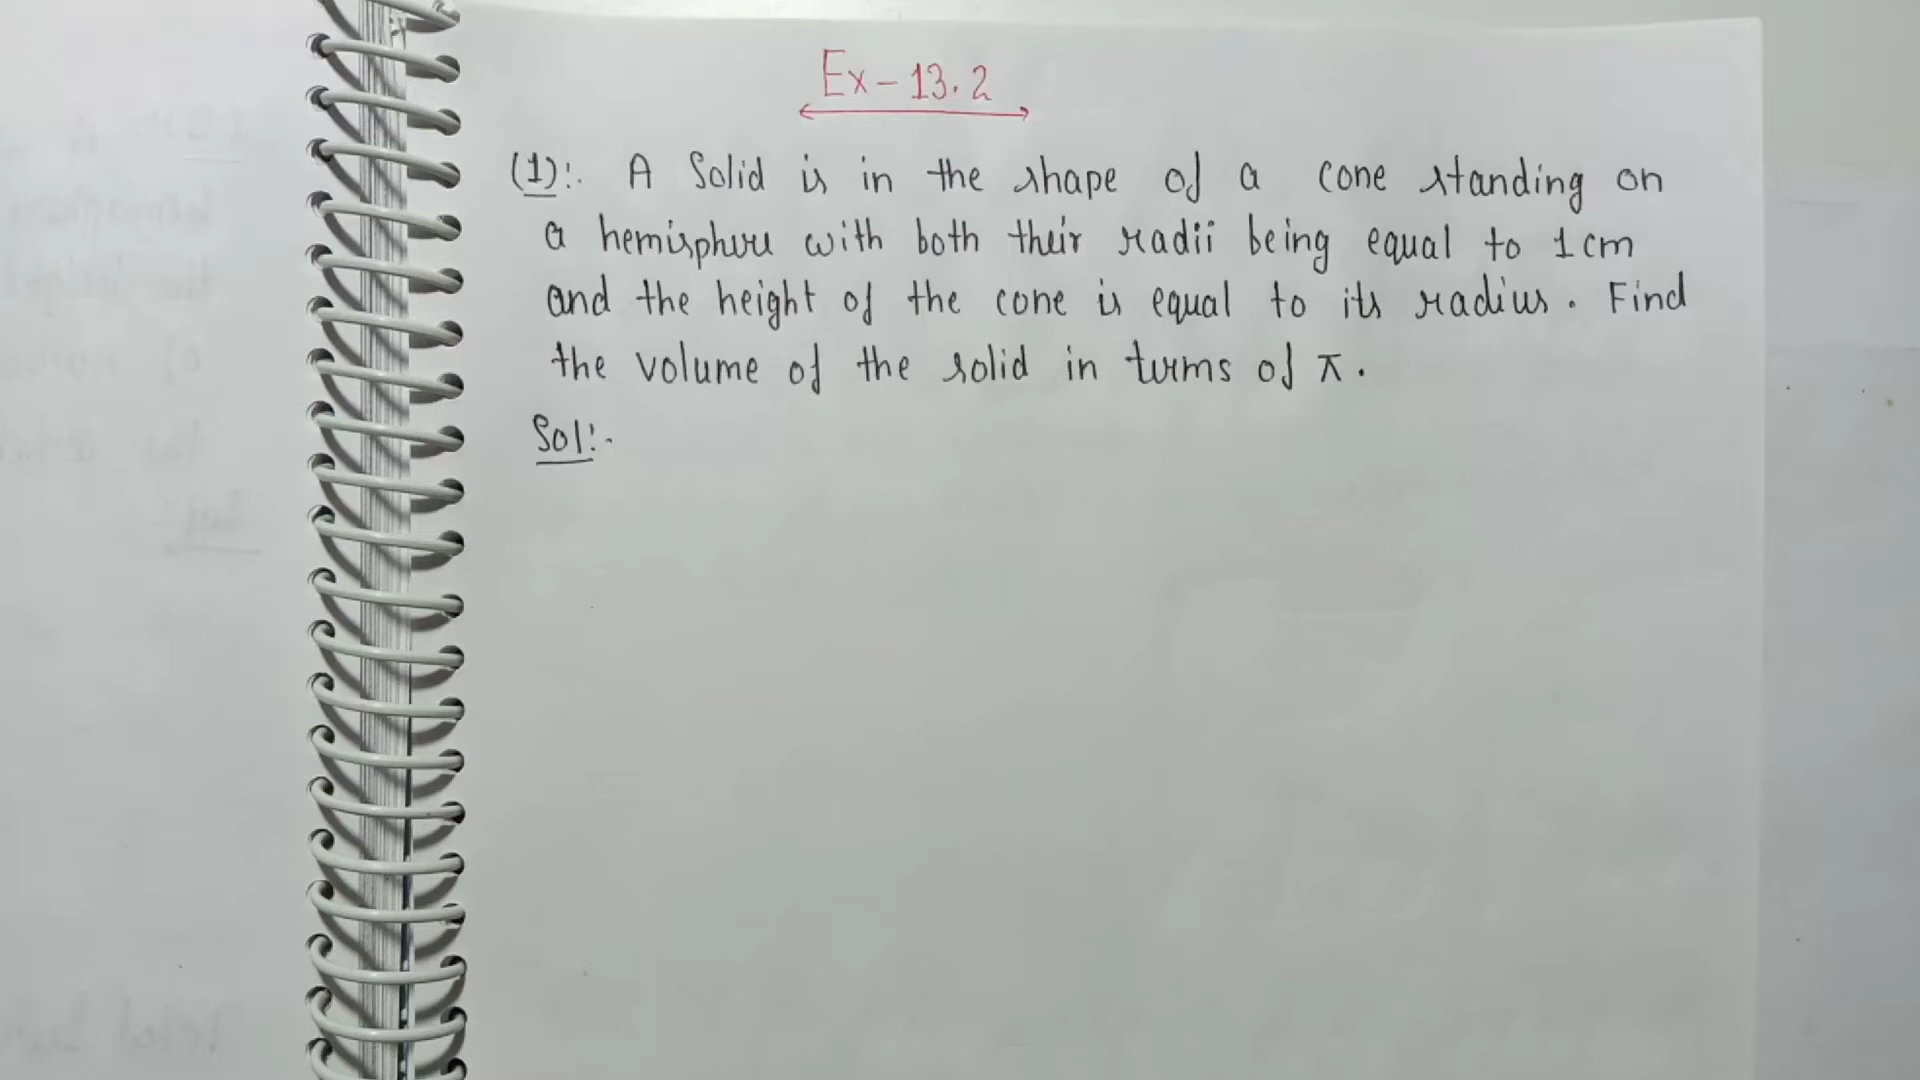 Ex - 13.2
(1):. A Solid is in the shape of a cone standing on
a hemisphere with both their radii being equal to 1 cm
and the height of the cone is equal to its radius. Find
the volume of the solid in terms of π.
Sol:.